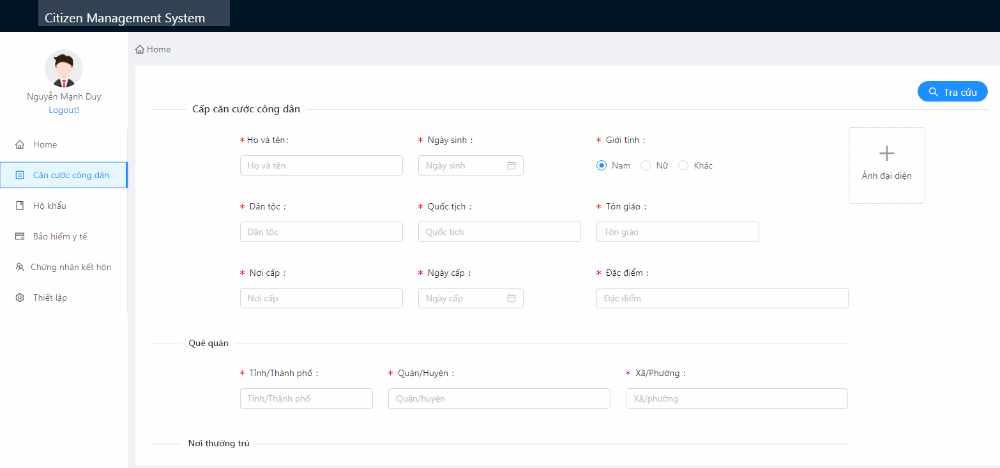 Citizen Management System
Home
Nguyễn Mạnh Duy
Logout!
Home
Căn cước công dân
Hộ khẩu
Bảo hiểm y tế
Chứng nhận kết hôn
Thiết lập
Tra cứu
Cấp căn cước công dân
* Họ và tên: * Ngày sinh : * Giới tính :
Họ và tên Ngày sinh Nam Nữ Khác
Ảnh đại diện
* Dân tộc : * Quốc tịch : * Tôn giáo :
Dân tộc Quốc tịch Tôn giáo
* Nơi cấp : * Ngày cấp : * Đặc điểm :
Nơi cấp Ngày cấp Đặc điểm
Quê quán
* Tỉnh/Thành phố : * Quận/Huyện : * Xã/Phường :
Tỉnh/Thành phố Quận/huyện Xã/phường
Nơi thường trú